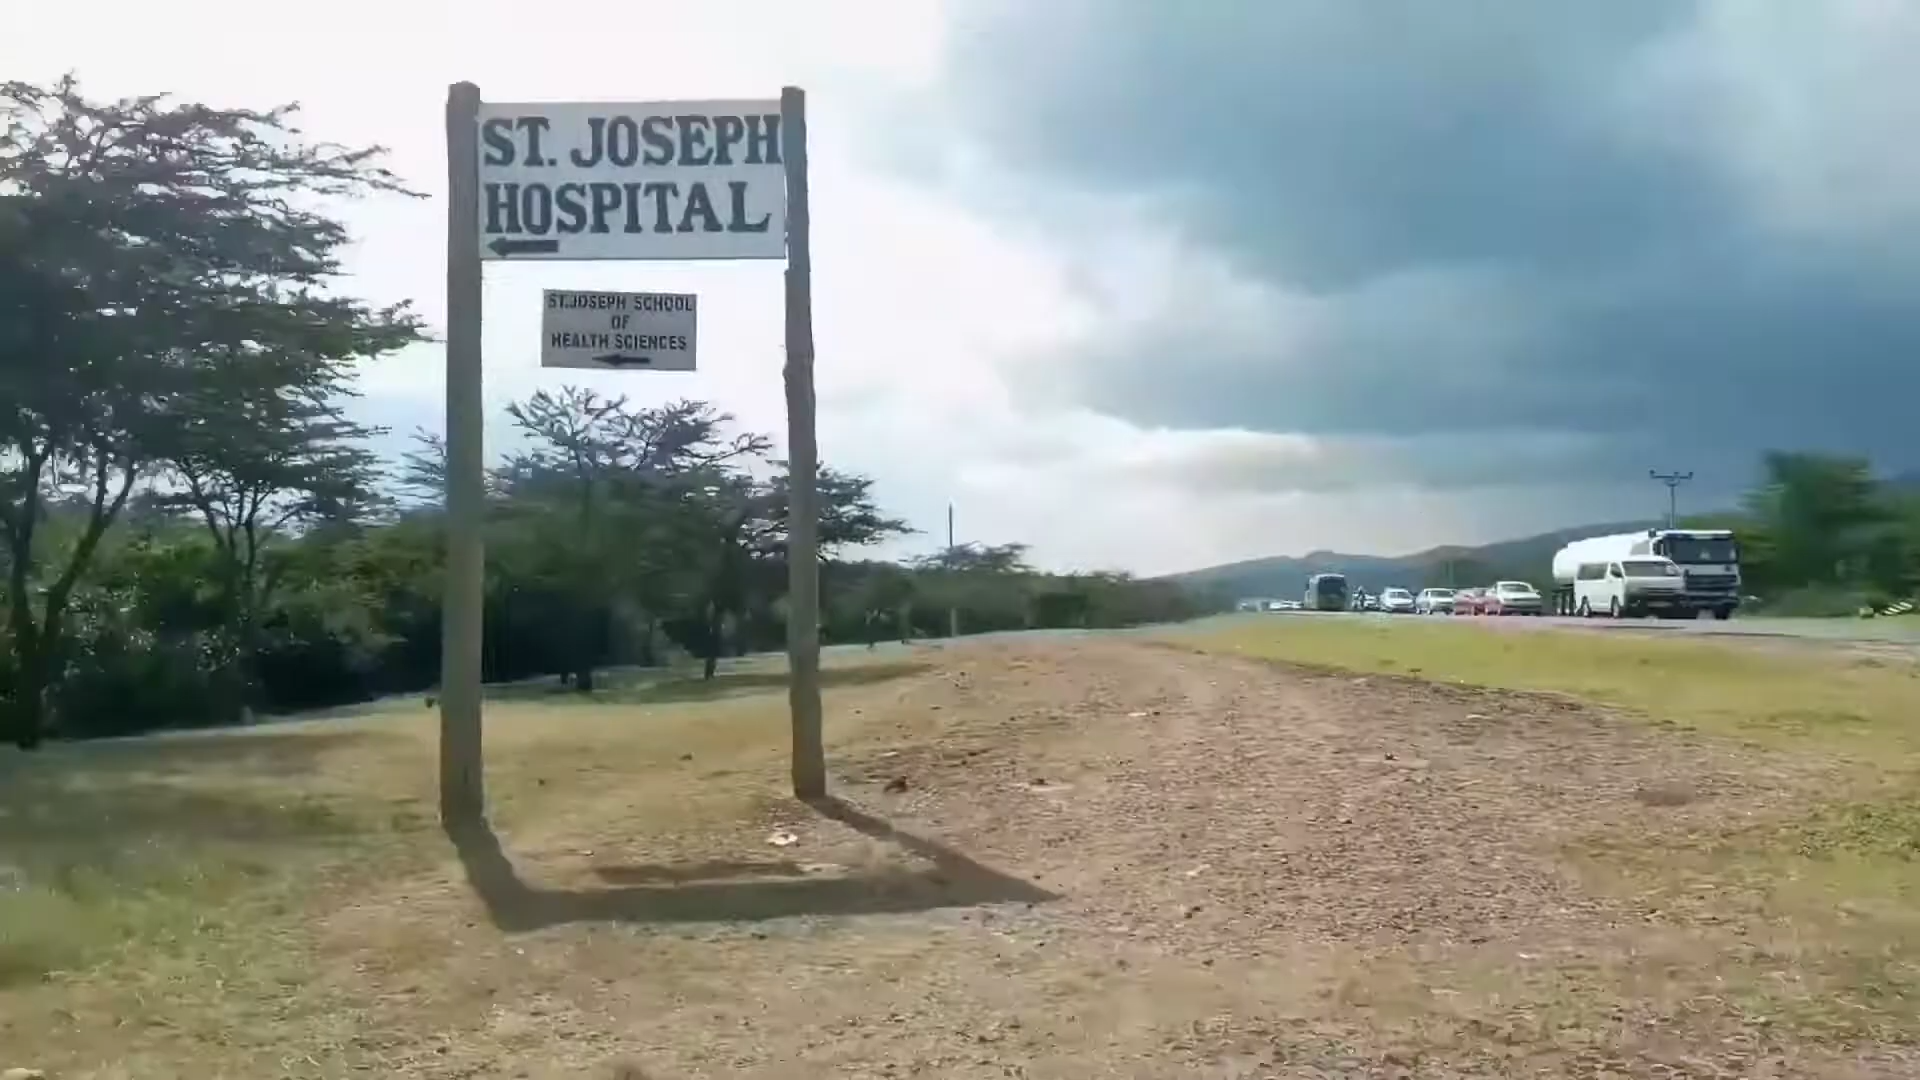 ST. JOSEPH
HOSPITAL
ST.JOSEPH SCHOOL
OF
HEALTH SCIENCES